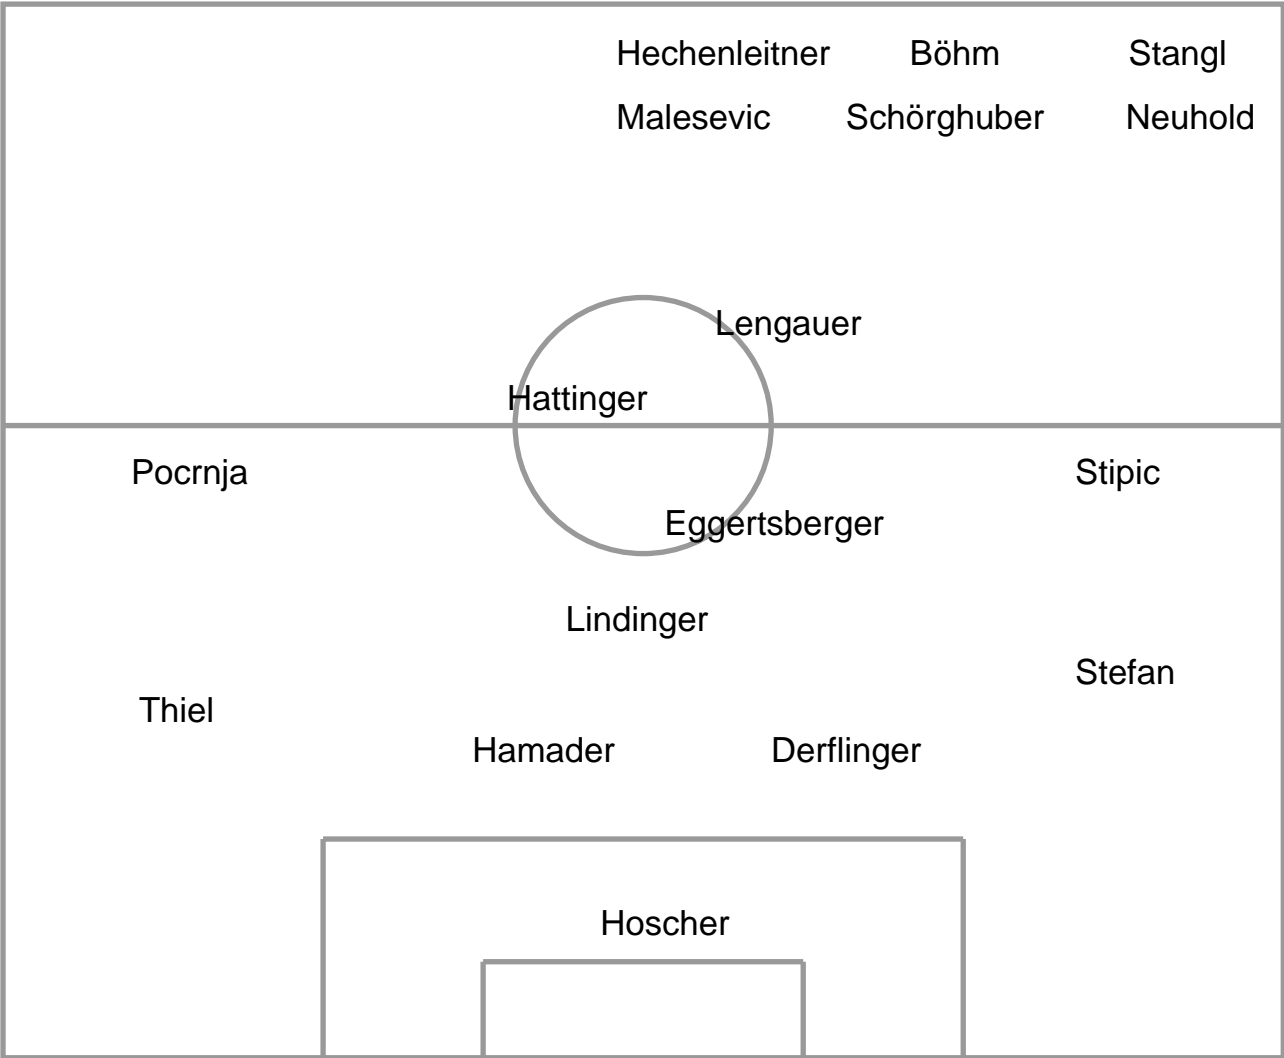 Hechenleitner Böhm Stangl
Malesevic Schörghuber Neuhold
Lengauer
Hattinger
Pocrnja Stipic
Eggertsberger
Lindinger
Stefan
Thiel
Hamader Derflinger
Hoscher